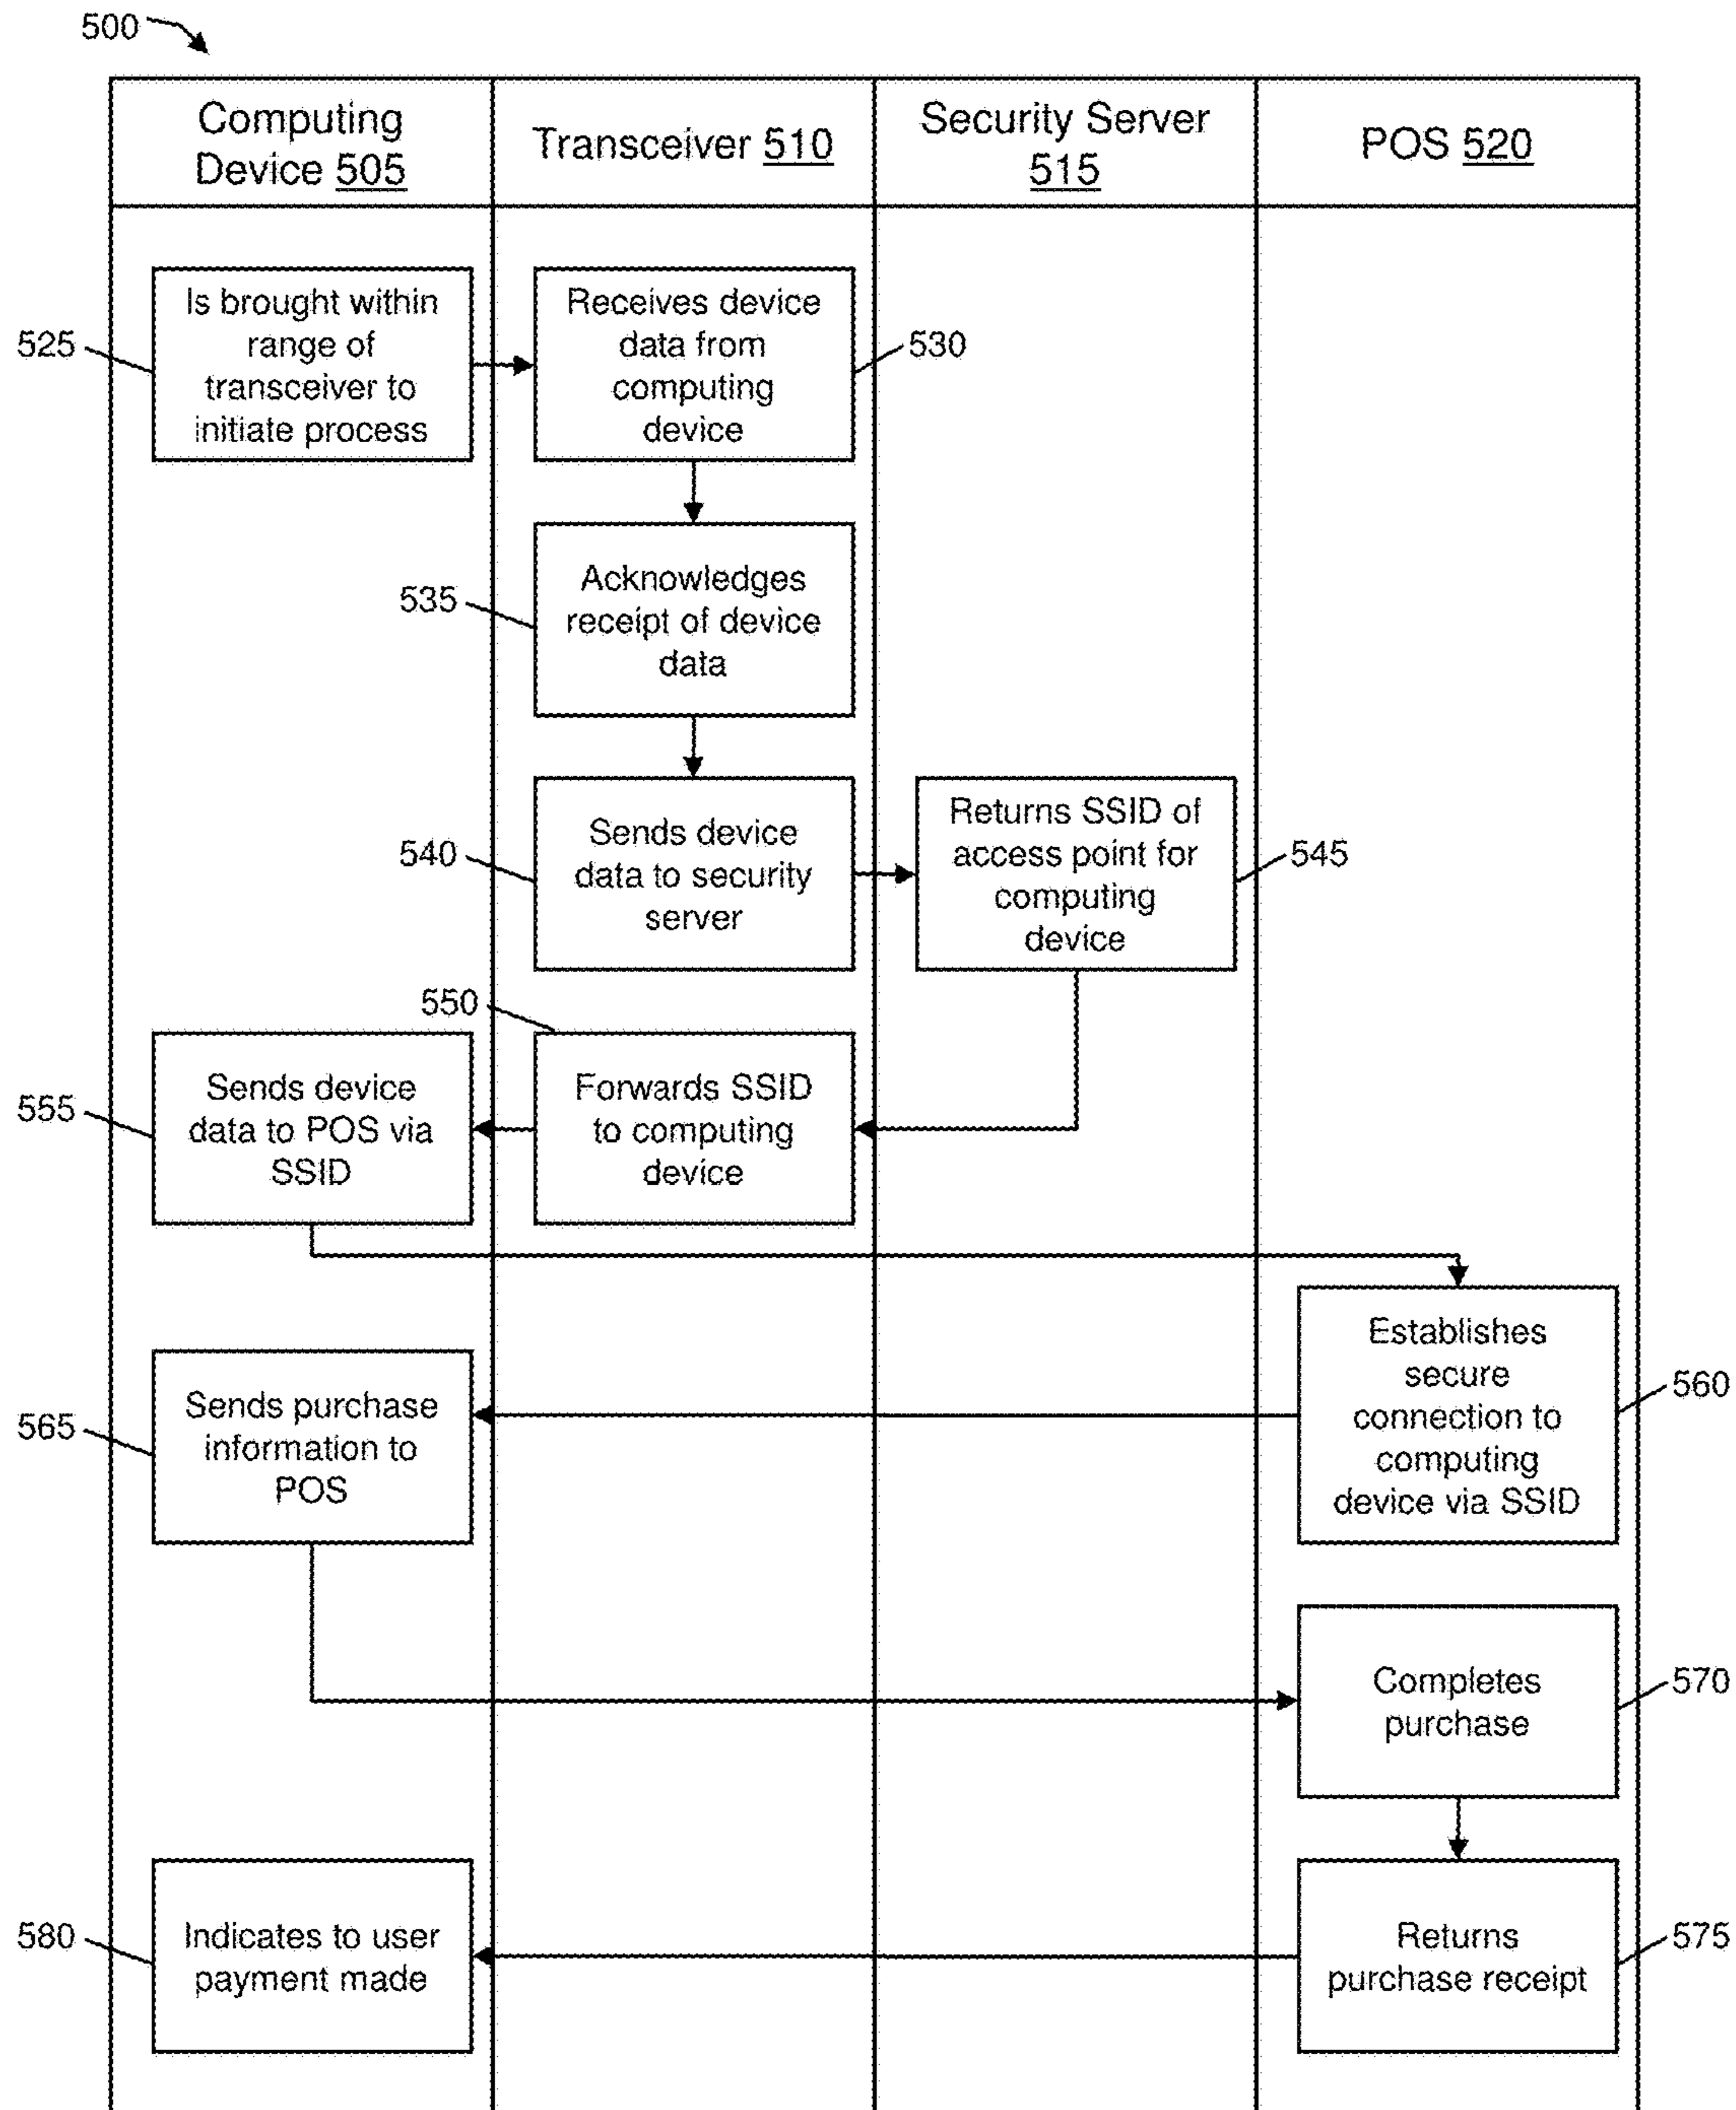 500
Computing
Device 505
Transceiver 510
Security Server
515
POS 520
525
Is brought within
range of
transceiver to
initiate process
Receives device
data from
computing
device
530
535
Acknowledges
receipt of device
data
540
Sends device
data to security
server
Returns SSID of
access point for
computing
device
545
550
555
Sends device
data to POS via
SSID
Forwards SSID
to computing
device
Establishes
secure
connection to
computing
device via SSID
560
565
Sends purchase
information to
POS
Completes
purchase
570
580
Indicates to user
payment made
Returns
purchase receipt
575